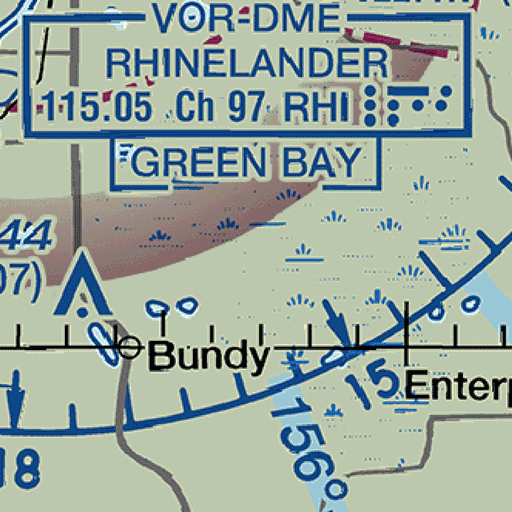 VOR-DME
RHINELANDER
115.05 Ch 97 RHI
GREEN BAY
44
07)
Bundy
15
Enterp
156°
18